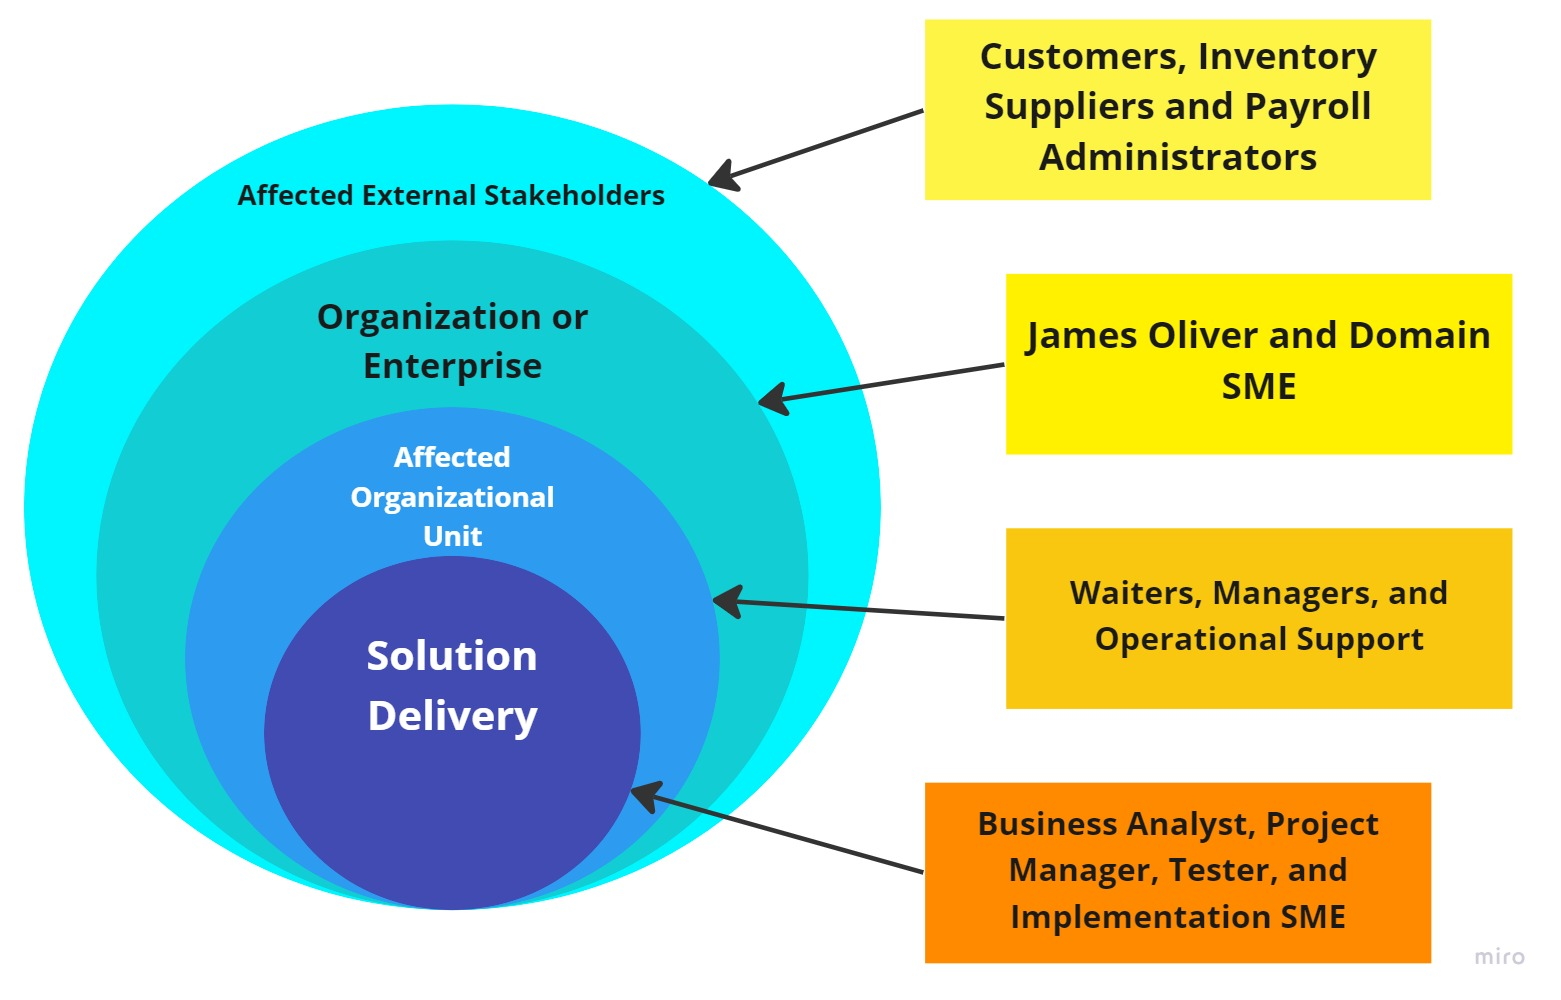 Customers, Inventory
Suppliers and Payroll
Administrators
Affected External Stakeholders
Organization or
Enterprise
James Oliver and Domain
SME
Affected
Organizational
Unit
Waiters, Managers, and
Operational Support
Solution
Delivery
Business Analyst, Project
Manager, Tester, and
Implementation SME
miro